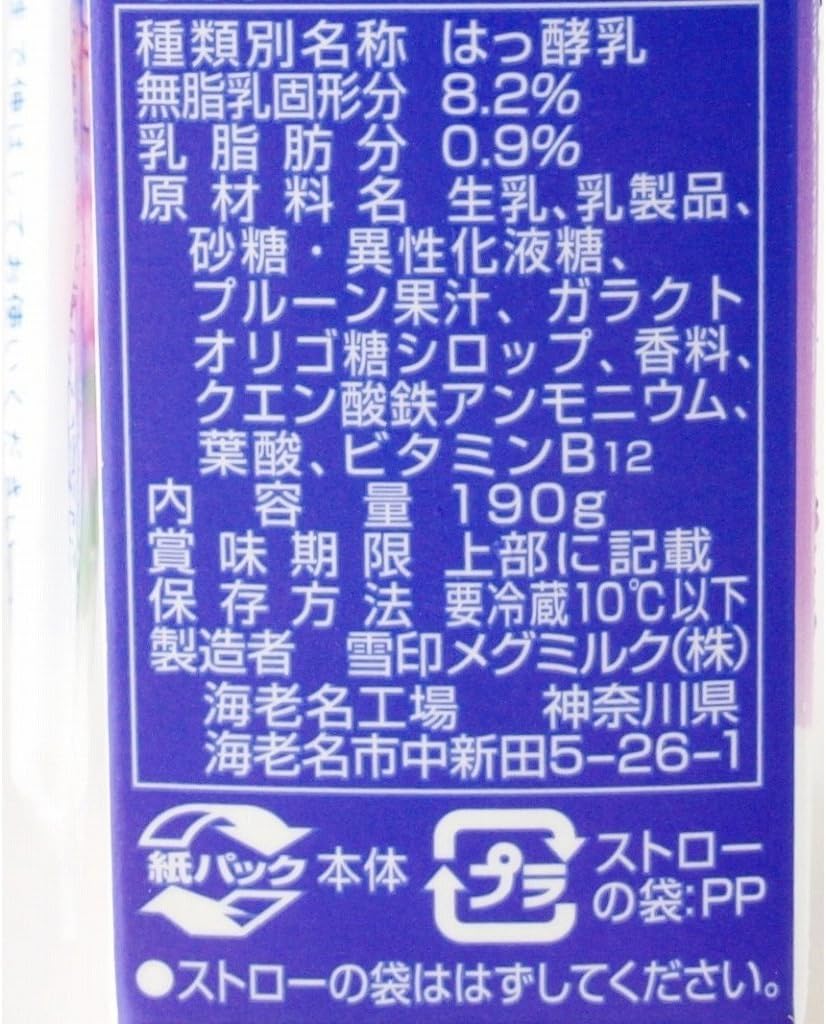 種類別名称 はっ酵乳
無脂乳固形分 8.2%
乳脂肪分 0.9%
原材料名 生乳、乳製品、
砂糖・異性化液糖、
プルーン果汁、ガラクト
オリゴ糖シロップ、香料、
クエン酸鉄アンモニウム、
葉酸、ビタミンB12
内容量 190g
賞味期限 上部に記載
保存方法 要冷蔵10℃以下
製造者 雪印メグミルク(株)
海老名工場 神奈川県
海老名市中新田5-26-1
紙パック 本体
プラ ストロー
の袋:PP
●ストローの袋ははずしてください。